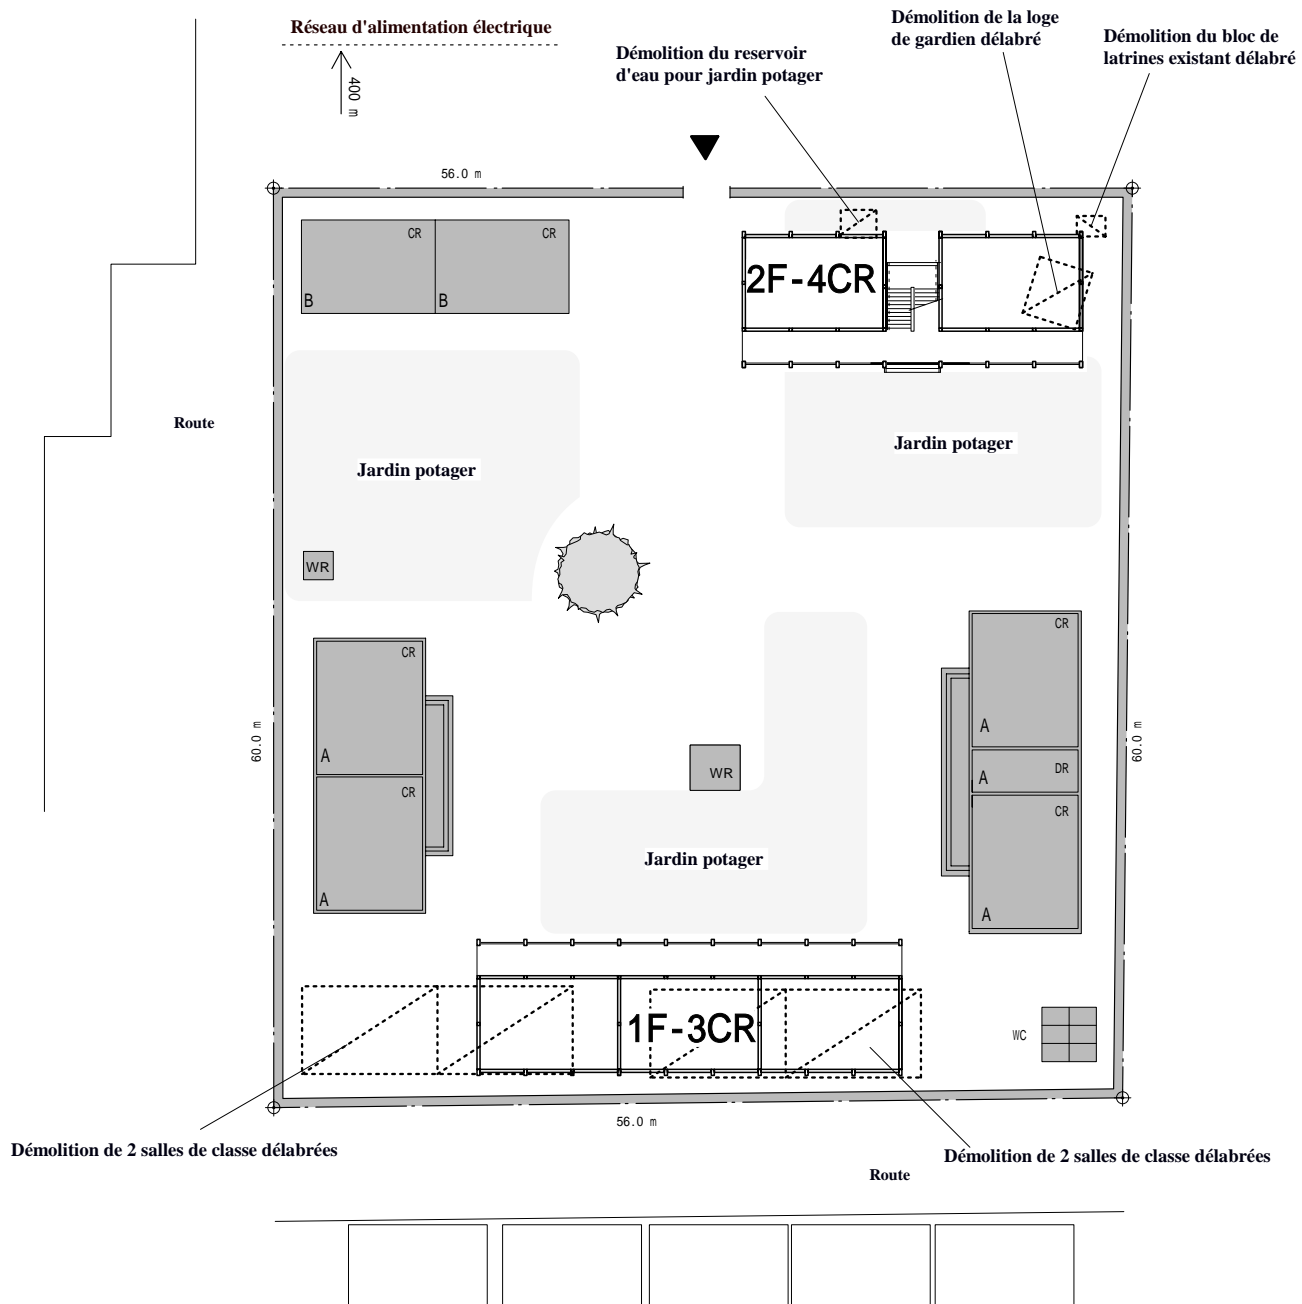 Réseau d'alimentation électrique
400 m
Démolition du reservoir
d'eau pour jardin potager
Démolition de la loge
de gardien délabré
Démolition du bloc de
latrines existant délabré
56.0 m
CR
CR
B
B
2F-4CR
Route
Jardin potager
Jardin potager
WR
CR
A
CR
A
60.0 m
WR
Jardin potager
CR
A
DR
A
CR
A
60.0 m
1F-3CR
WC
56.0 m
Démolition de 2 salles de classe délabrées
Démolition de 2 salles de classe délabrées
Route